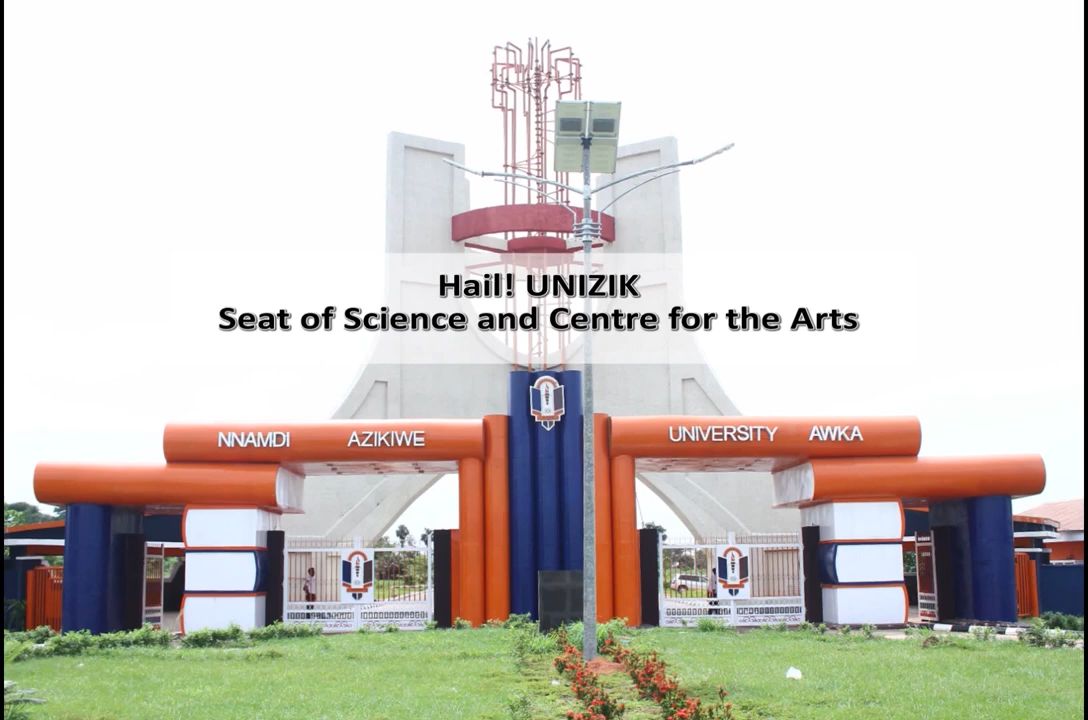 Hail! UNIZIK
Seat of Science and Centre for the Arts
NNAMDI AZIKIWE UNIVERSITY AWKA